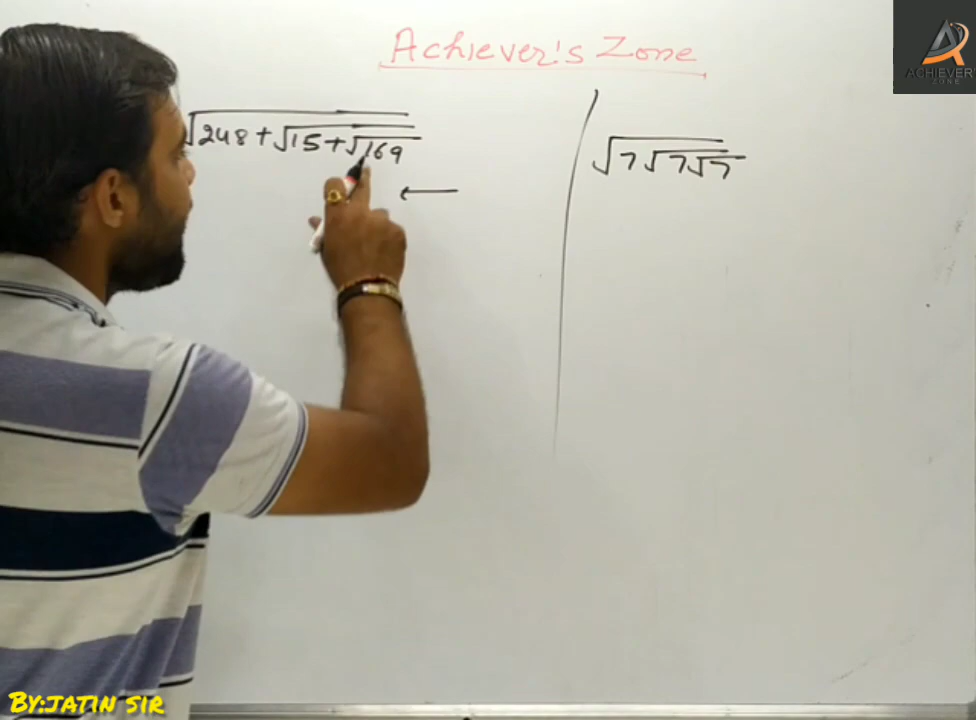 Achiever's Zone
ACHIEVER
ZONE
√248+√15+√169
√7√7√7
BY:JATIN SIR